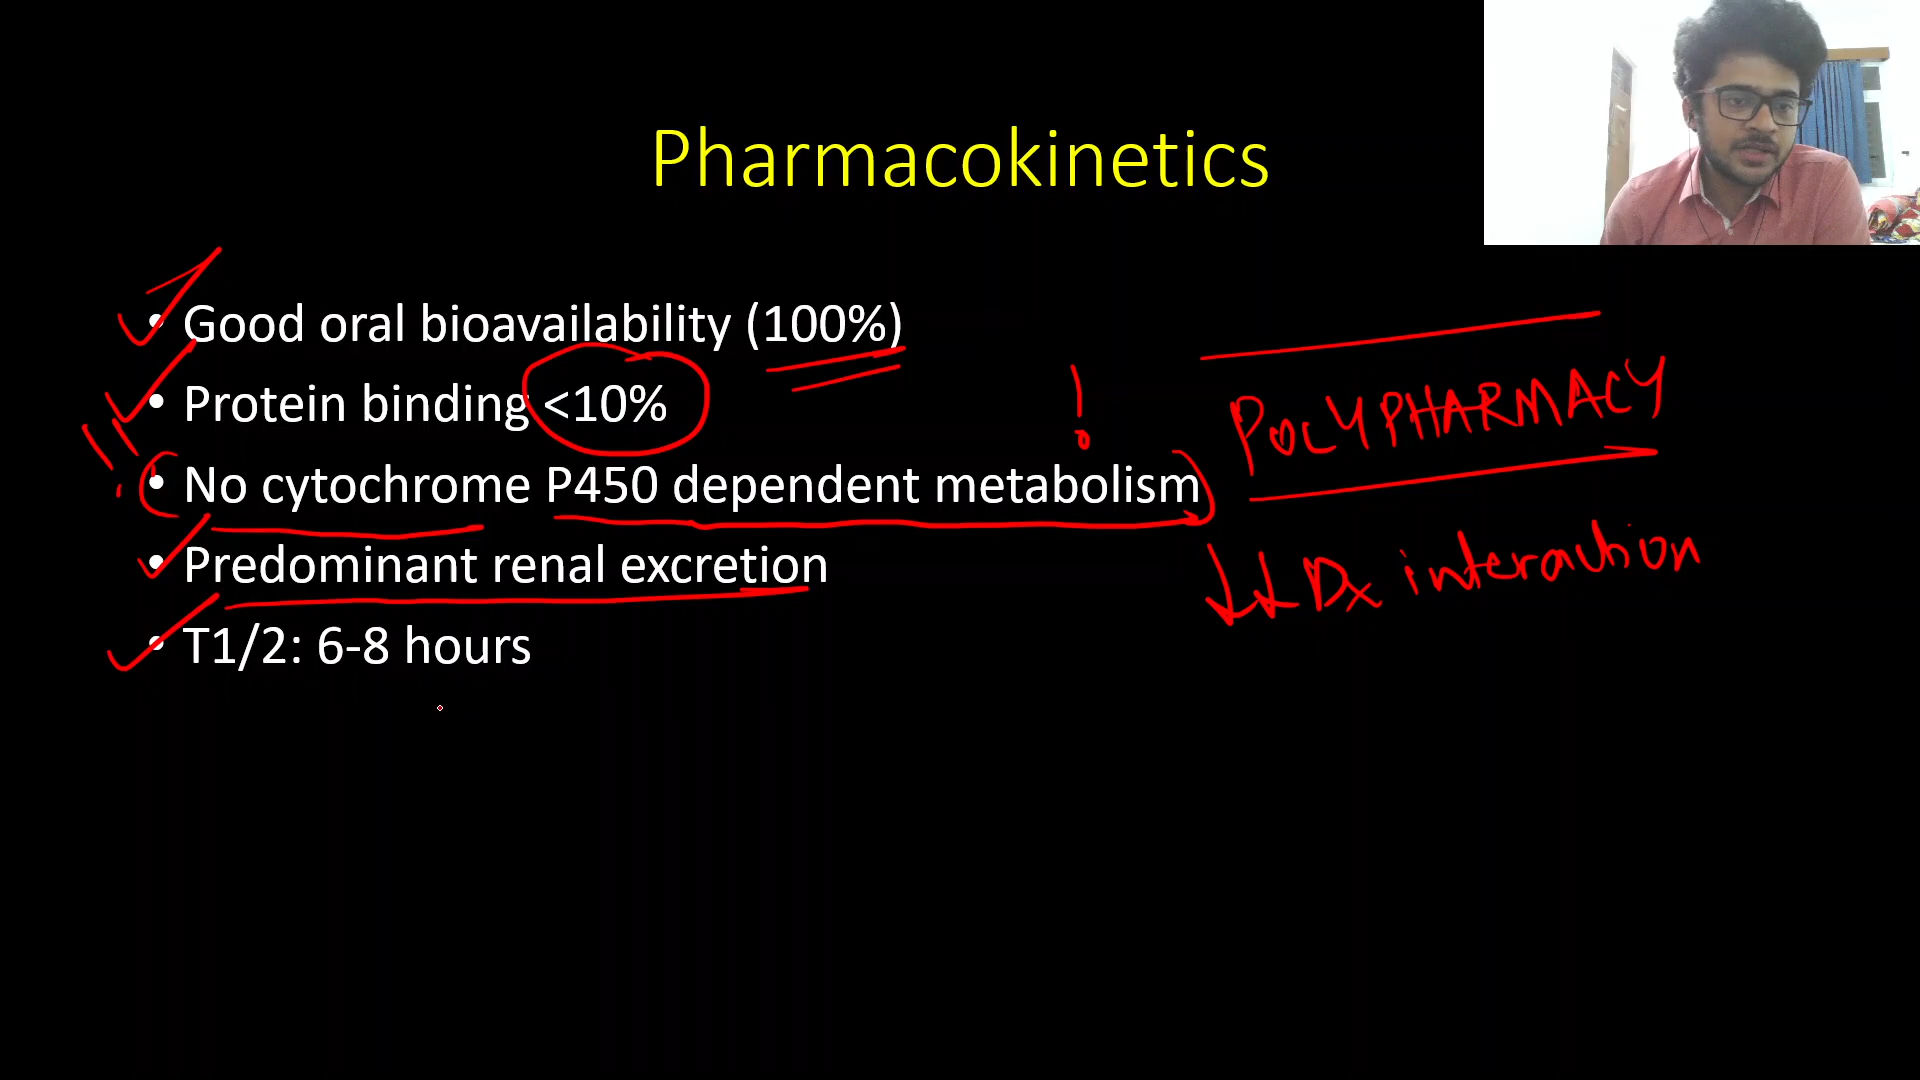 Pharmacokinetics
• Good oral bioavailability (100%)
• Protein binding <10%
• No cytochrome P450 dependent metabolism
• Predominant renal excretion
• T1/2: 6-8 hours
!
!!
POLYPHARMACY
↓↓ Dx interaction